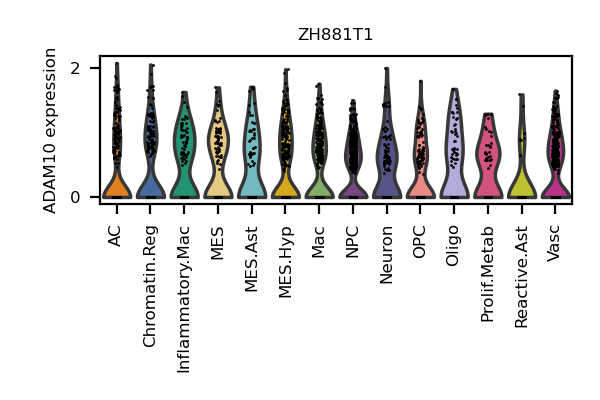 ZH881T1
ADAM10 expression
2
0
AC
Chromatin.Reg
Inflammatory.Mac
MES
MES.Ast
MES.Hyp
Mac
NPC
Neuron
OPC
Oligo
Prolif.Metab
Reactive.Ast
Vasc